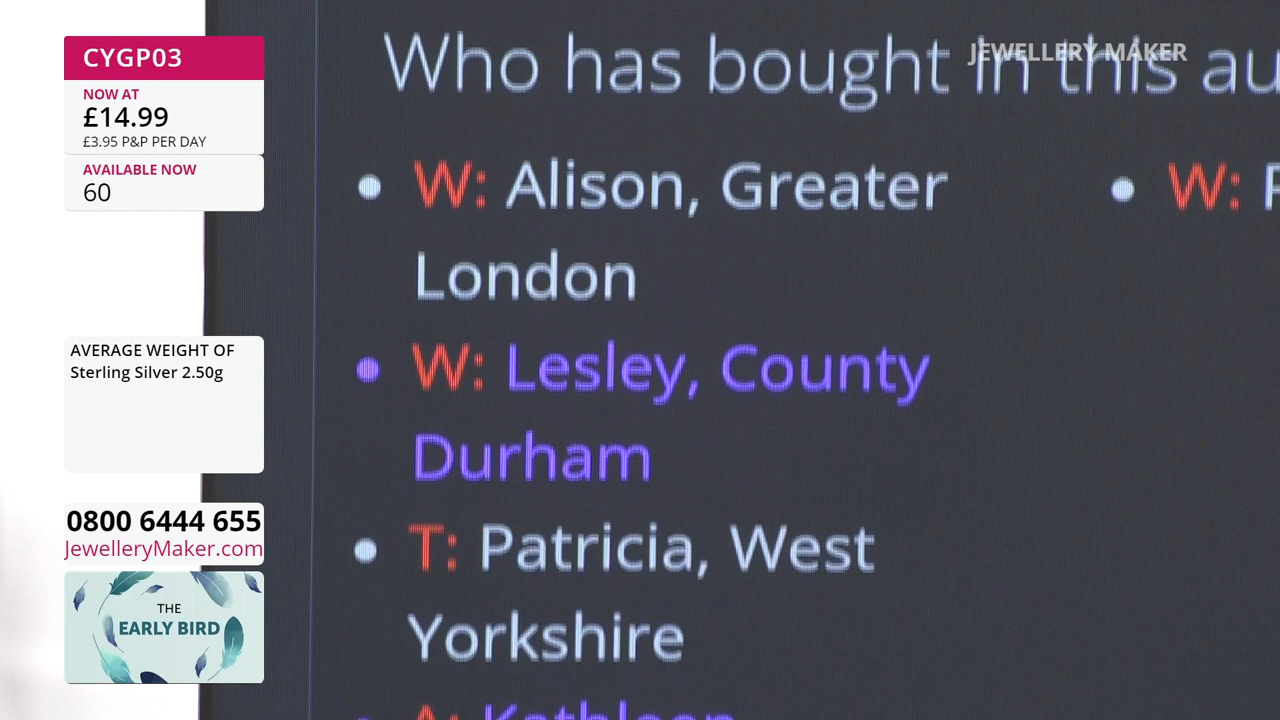 CYGP03
NOW AT
£14.99
£3.95 P&P PER DAY
AVAILABLE NOW
60
AVERAGE WEIGHT OF
Sterling Silver 2.50g
0800 6444 655
JewelleryMaker.com
THE
EARLY BIRD
JEWELLERY MAKER
Who has bought in this au
• W: Alison, Greater
London
• W: Lesley, County
Durham
• T: Patricia, West
Yorkshire
A: Kathleen
• W: